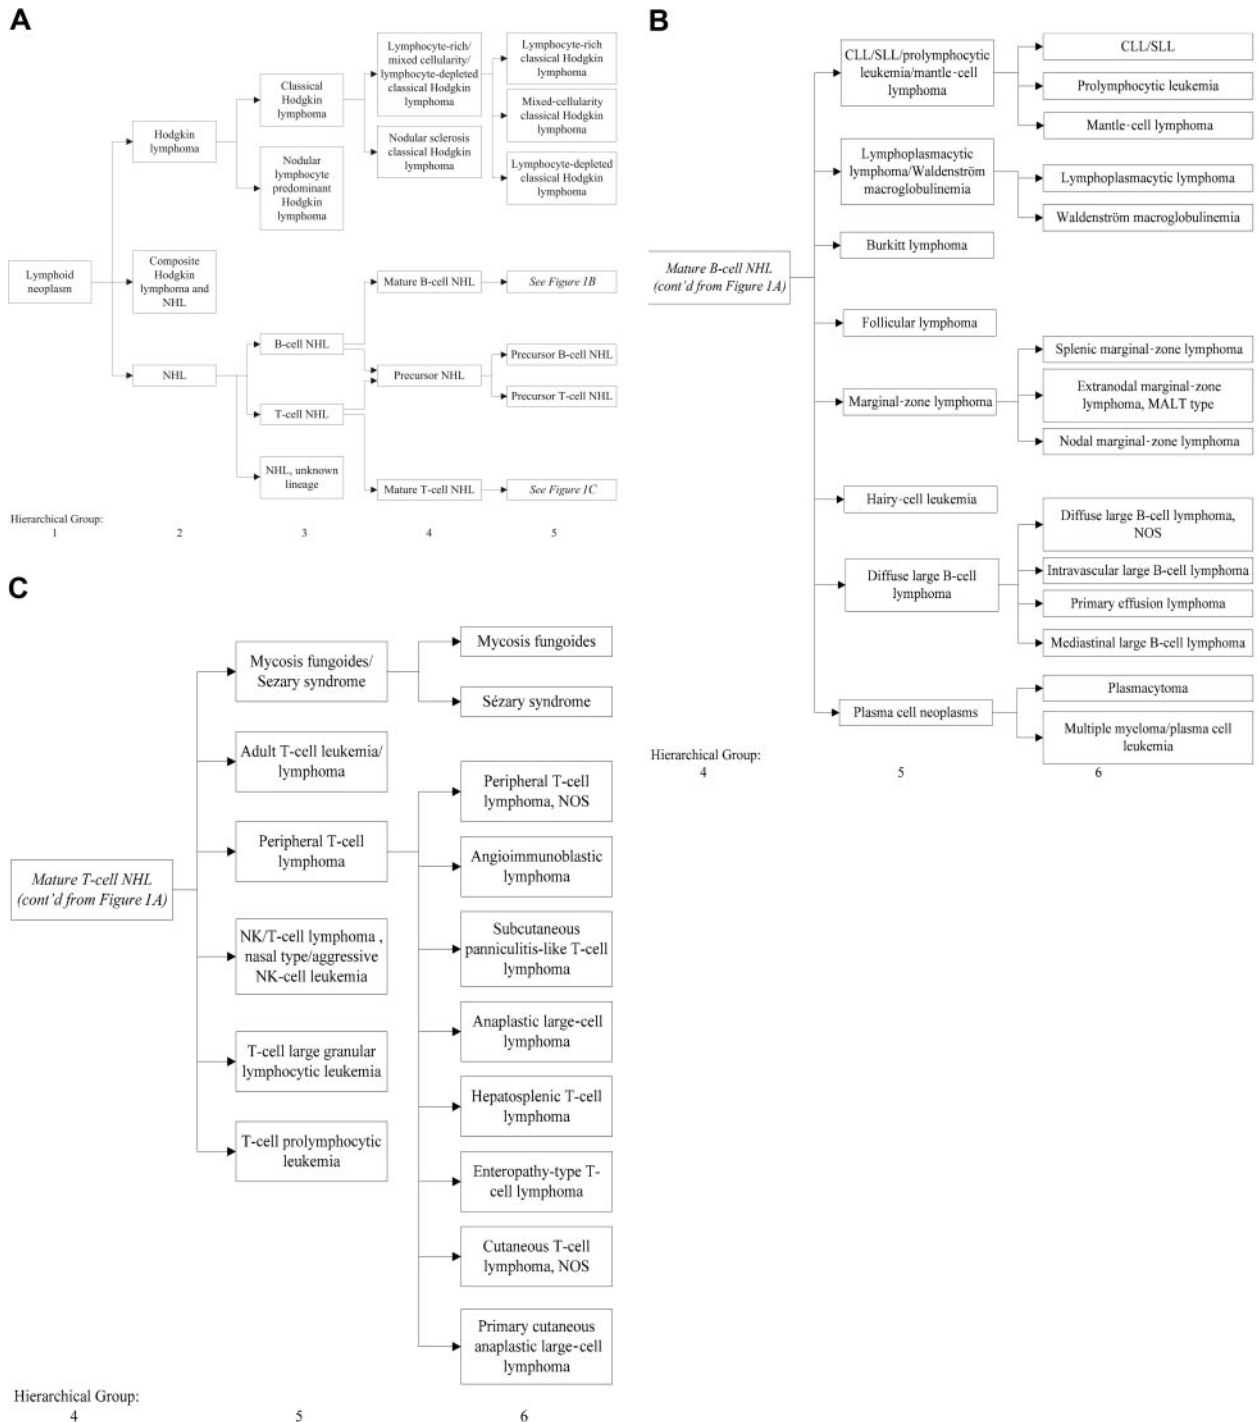 A
Lymphoid
neoplasm
Hodgkin
lymphoma
Composite
Hodgkin
lymphoma and
NHL
NHL
Classical
Hodgkin
lymphoma
Nodular
lymphocyte
predominant
Hodgkin
lymphoma
B-cell NHL
T-cell NHL
NHL, unknown
lineage
Lymphocyte-rich/
mixed cellularity/
lymphocyte-depleted
classical Hodgkin
lymphoma
Nodular sclerosis
classical Hodgkin
lymphoma
Mature B-cell NHL
Precursor NHL
Mature T-cell NHL
Lymphocyte-rich
classical Hodgkin
lymphoma
Mixed-cellularity
classical Hodgkin
lymphoma
Lymphocyte-depleted
classical Hodgkin
lymphoma
See Figure 1B
Precursor B-cell NHL
Precursor T-cell NHL
See Figure 1C
Hierarchical Group:
1 2 3 4 5
B
Mature B-cell NHL
(cont'd from Figure 1A)
CLL/SLL/prolymphocytic
leukemia/mantle-cell
lymphoma
Lymphoplasmacytic
lymphoma/Waldenström
macroglobulinemia
Burkitt lymphoma
Follicular lymphoma
Marginal-zone lymphoma
Hairy-cell leukemia
Diffuse large B-cell
lymphoma
Plasma cell neoplasms
CLL/SLL
Prolymphocytic leukemia
Mantle-cell lymphoma
Lymphoplasmacytic lymphoma
Waldenström macroglobulinemia
Splenic marginal-zone lymphoma
Extranodal marginal-zone
lymphoma, MALT type
Nodal marginal-zone lymphoma
Diffuse large B-cell lymphoma,
NOS
Intravascular large B-cell lymphoma
Primary effusion lymphoma
Mediastinal large B-cell lymphoma
Plasmacytoma
Multiple myeloma/plasma cell
leukemia
Hierarchical Group:
4 5 6
C
Mature T-cell NHL
(cont'd from Figure 1A)
Mycosis fungoides/
Sezary syndrome
Adult T-cell leukemia/
lymphoma
Peripheral T-cell
lymphoma
NK/T-cell lymphoma ,
nasal type/aggressive
NK-cell leukemia
T-cell large granular
lymphocytic leukemia
T-cell prolymphocytic
leukemia
Mycosis fungoides
Sézary syndrome
Peripheral T-cell
lymphoma, NOS
Angioimmunoblastic
lymphoma
Subcutaneous
panniculitis-like T-cell
lymphoma
Anaplastic large-cell
lymphoma
Hepatosplenic T-cell
lymphoma
Enteropathy-type T-
cell lymphoma
Cutaneous T-cell
lymphoma, NOS
Primary cutaneous
anaplastic large-cell
lymphoma
Hierarchical Group:
4 5 6